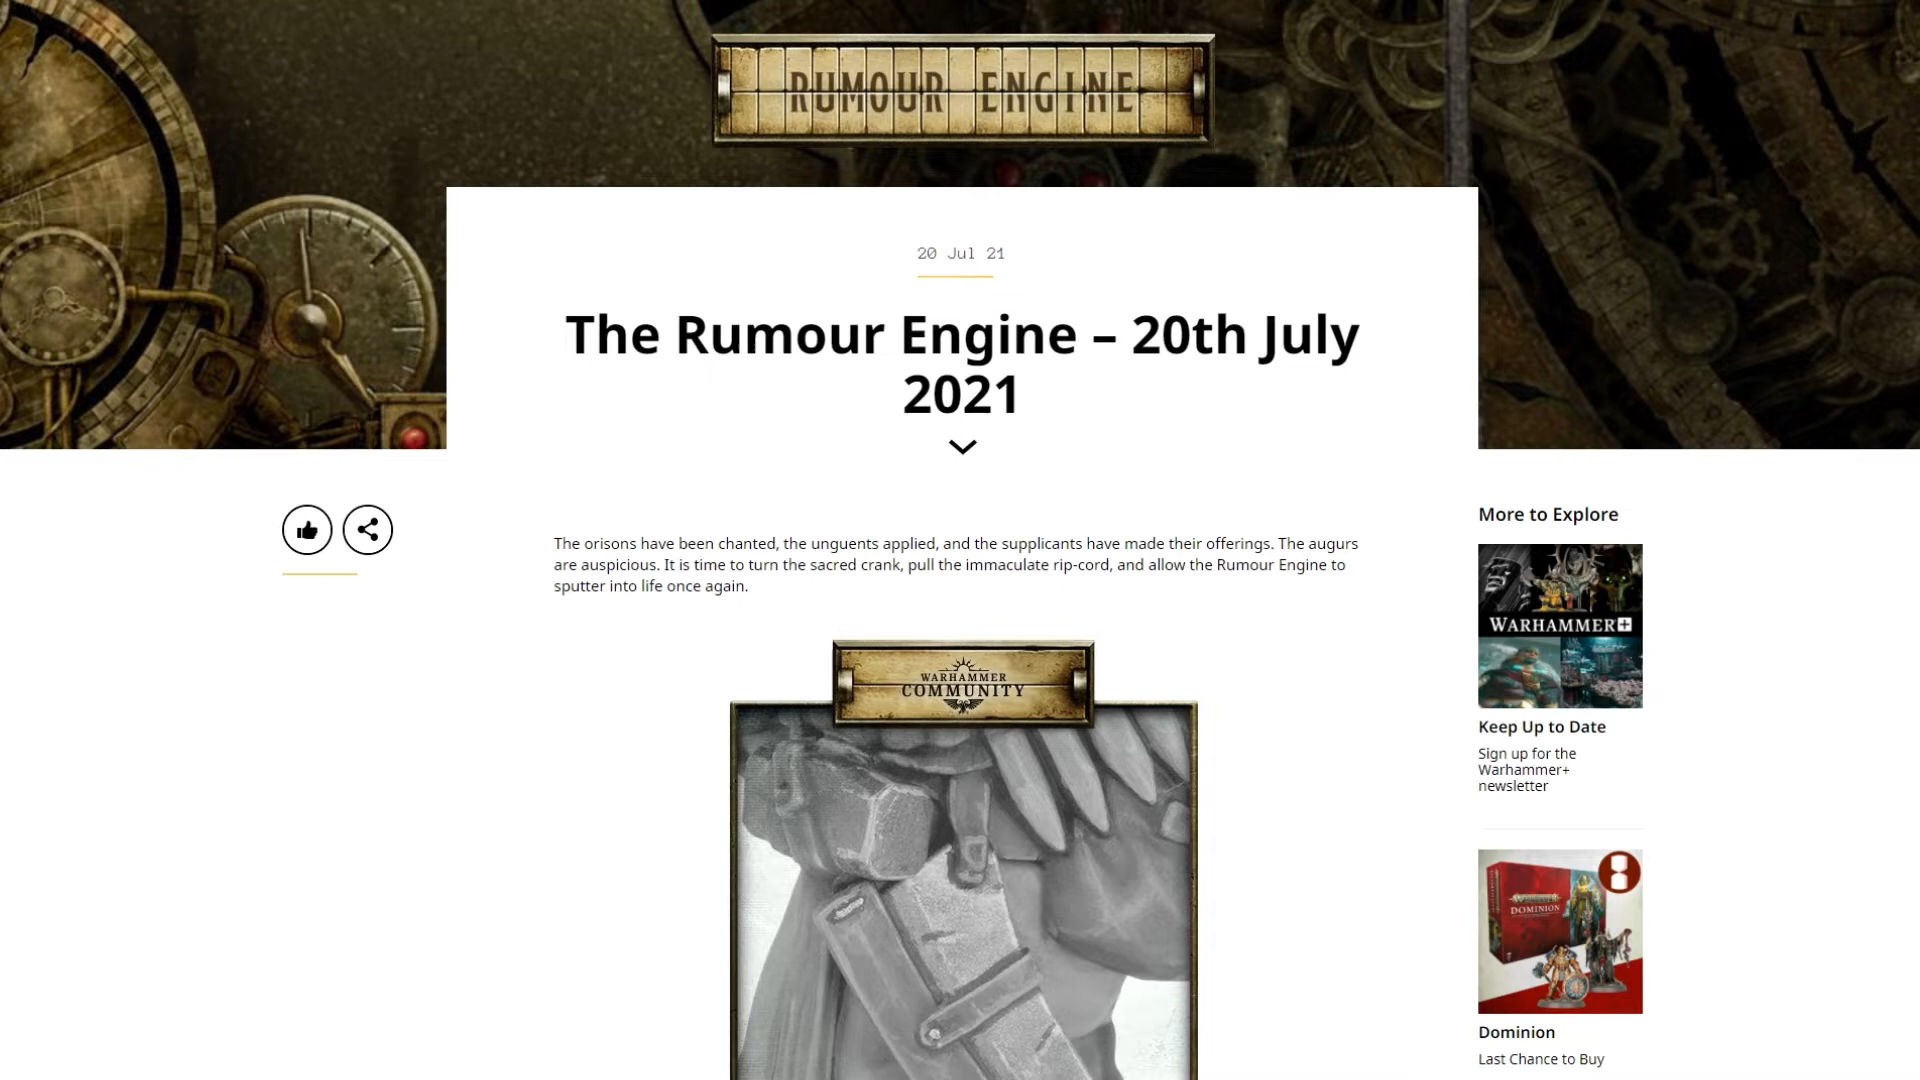 RUMOUR ENGINE
20 Jul 21
The Rumour Engine – 20th July
2021
The orisons have been chanted, the unguents applied, and the supplicants have made their offerings. The augurs
are auspicious. It is time to turn the sacred crank, pull the immaculate rip-cord, and allow the Rumour Engine to
sputter into life once again.
WARHAMMER
COMMUNITY
More to Explore
WARHAMMER+
Keep Up to Date
Sign up for the
Warhammer+
newsletter
WARHAMMER
DOMINION
Dominion
Last Chance to Buy